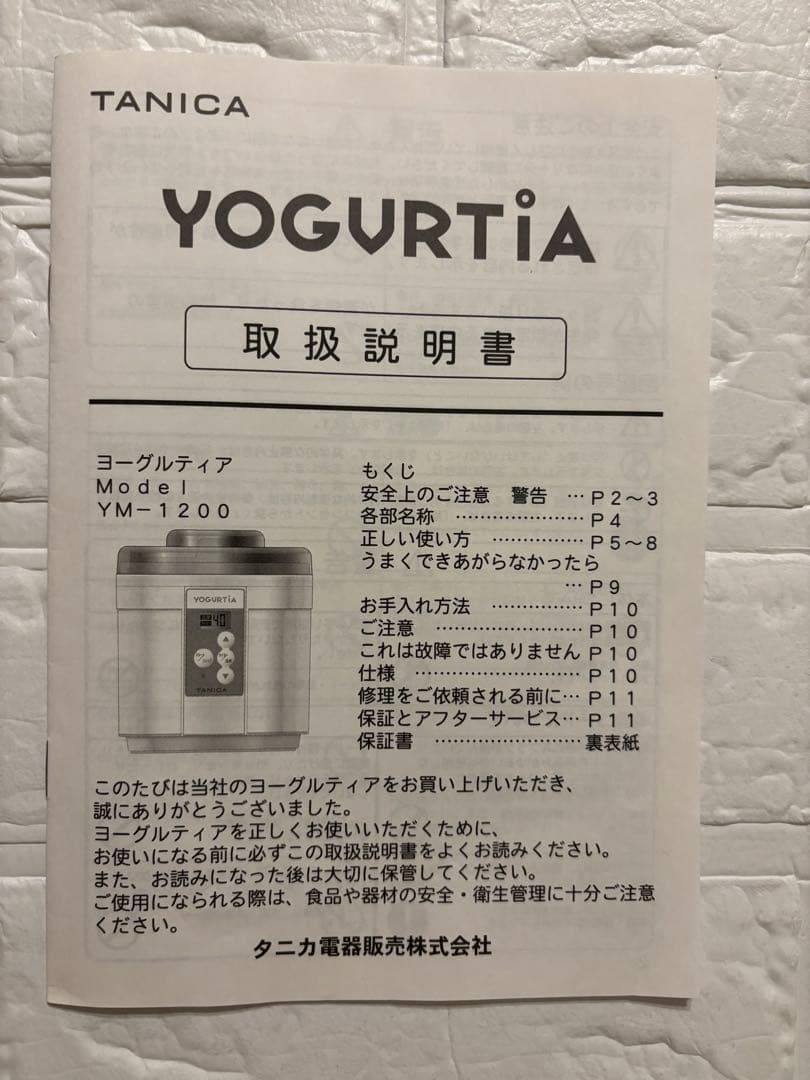 TANICA
YOGURTiA
取扱説明書
ヨーグルティア
Model
YM-1200
YOGURTiA
40
TANICA
もくじ
安全上のご注意 警告 …P2～3
各部名称 …………………P4
正しい使い方 ……………P5～8
うまくできあがらなかったら
…P9
お手入れ方法 ……………P10
ご注意 ……………………P10
これは故障ではありません P10
仕様 ………………………P10
修理をご依頼される前に…P11
保証とアフターサービス…P11
保証書 ……………………裏表紙
このたびは当社のヨーグルティアをお買い上げいただき、
誠にありがとうございました。
ヨーグルティアを正しくお使いいただくために、
お使いになる前に必ずこの取扱説明書をよくお読みください。
また、お読みになった後は大切に保管してください。
ご使用になられる際は、食品や器材の安全・衛生管理に十分ご注意
ください。
タニカ電器販売株式会社